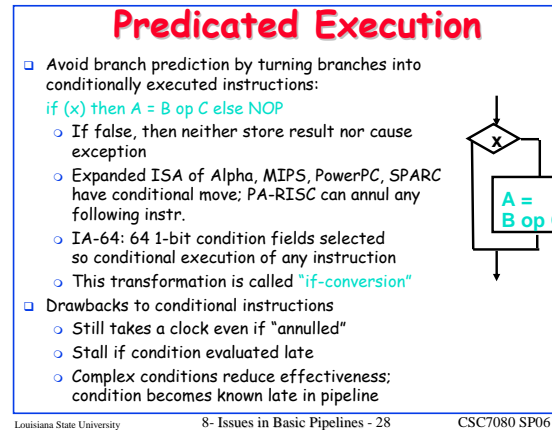 Predicated Execution
Avoid branch prediction by turning branches into
conditionally executed instructions:
if (x) then A = B op C else NOP
If false, then neither store result nor cause
exception
Expanded ISA of Alpha, MIPS, PowerPC, SPARC
have conditional move; PA-RISC can annul any
following instr.
IA-64: 64 1-bit condition fields selected
so conditional execution of any instruction
This transformation is called “if-conversion”
Drawbacks to conditional instructions
Still takes a clock even if “annulled”
Stall if condition evaluated late
Complex conditions reduce effectiveness;
condition becomes known late in pipeline
x
A =
B op
Louisiana State University 8- Issues in Basic Pipelines - 28 CSC7080 SP06